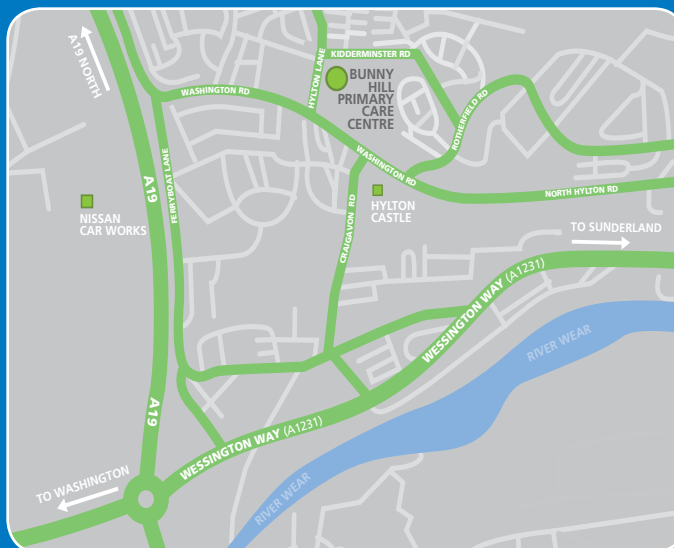 A19 NORTH
HYLTON LANE
KIDDERMINSTER RD
BUNNY
HILL
PRIMARY
CARE
CENTRE
WASHINGTON RD
ROTHERFIELD RD
FERRYBOAT LANE
A19
WASHINGTON RD
NISSAN
CAR WORKS
CRAIGAVON RD
HYLTON
CASTLE
NORTH HYLTON RD
TO SUNDERLAND
WESSINGTON WAY (A1231)
RIVER WEAR
A19
WESSINGTON WAY (A1231)
TO WASHINGTON
RIVER WEAR